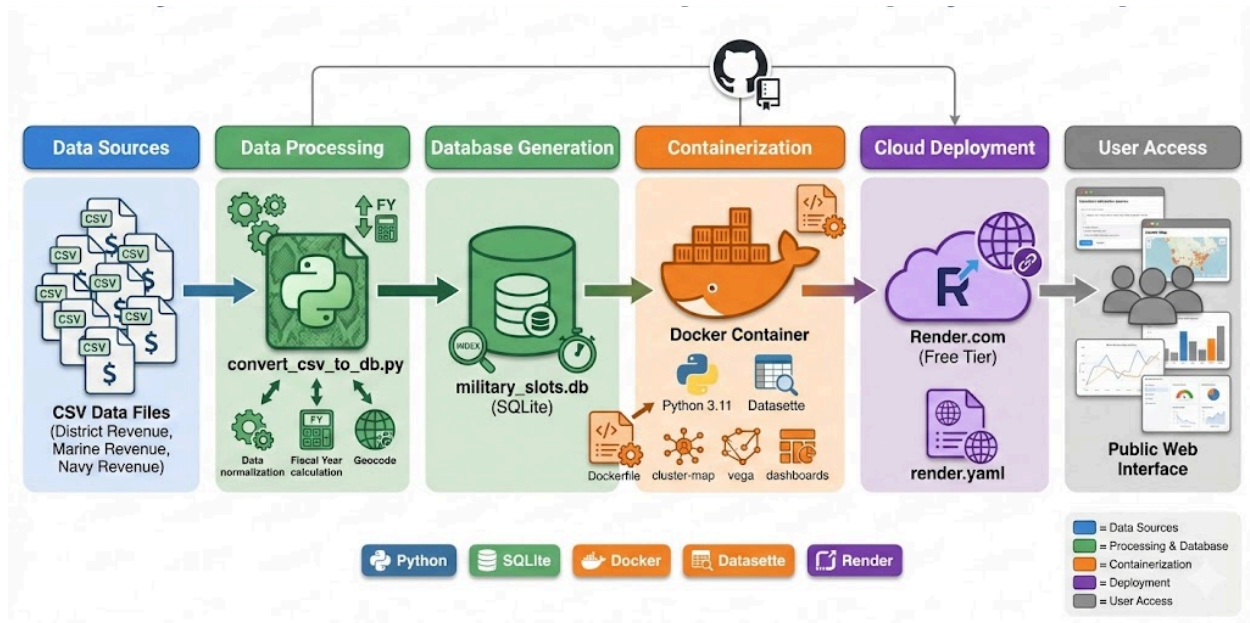 Data Sources
Data Processing
Database Generation
Containerization
Cloud Deployment
User Access
CSV
CSV
CSV
CSV
CSV
CSV
CSV
$
$
$
$
CSV Data Files
(District Revenue,
Marine Revenue,
Navy Revenue)
FY
convert_csv_to_db.py
FY
Data
normalization
Fiscal Year
calculation
Geocode
INDEX
military_slots.db
(SQLite)
</>
Docker Container
Python 3.11
Datasette
</>
Dockerfile
cluster-map
vega
dashboards
R
Render.com
(Free Tier)
</>
render.yaml
Public Web
Interface
Python
SQLite
Docker
Datasette
Render
= Data Sources
= Processing & Database
= Containerization
= Deployment
= User Access